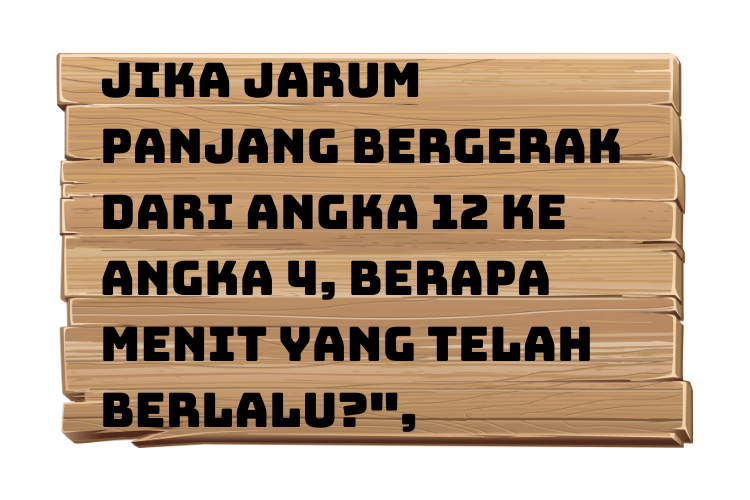 JIKA JARUM
PANJANG BERGERAK
DARI ANGKA 12 KE
ANGKA 4, BERAPA
MENIT YANG TELAH
BERLALU?",